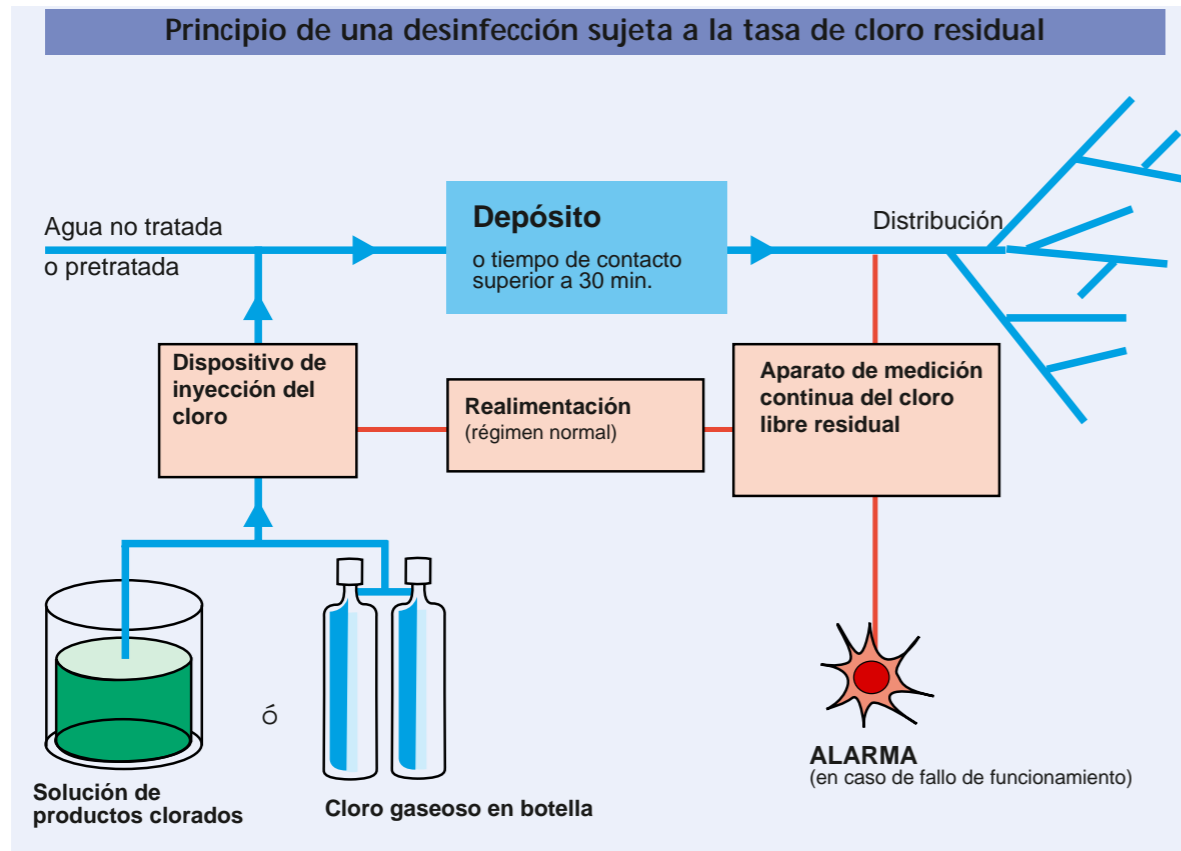 Principio de una desinfección sujeta a la tasa de cloro residual
Agua no tratada
o pretratada
Depósito
o tiempo de contacto
superior a 30 min.
Distribución
Dispositivo de
inyección del
cloro
Realimentación
(régimen normal)
Aparato de medición
continua del cloro
libre residual
Ó
Solución de
productos clorados
Cloro gaseoso en botella
ALARMA
(en caso de fallo de funcionamiento)